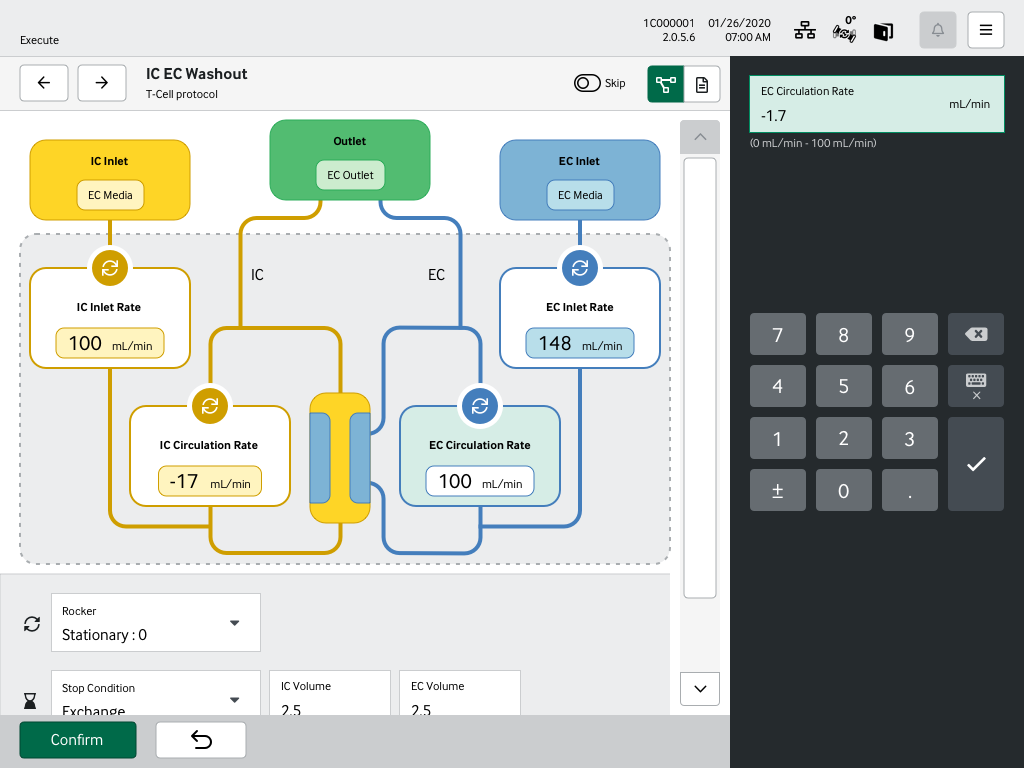 Execute
1C000001 01/26/2020
2.0.5.6 07:00 AM
0°
IC EC Washout
T-Cell protocol
Skip
EC Circulation Rate
-1.7 mL/min
(0 mL/min - 100 mL/min)
IC Inlet
EC Media
Outlet
EC Outlet
EC Inlet
EC Media
IC EC
IC Inlet Rate
100 mL/min
EC Inlet Rate
148 mL/min
IC Circulation Rate
-17 mL/min
EC Circulation Rate
100 mL/min
7 8 9
4 5 6
1 2 3
± 0 .
Rocker
Stationary : 0
Stop Condition
Exchange
IC Volume
2.5
EC Volume
2.5
Confirm